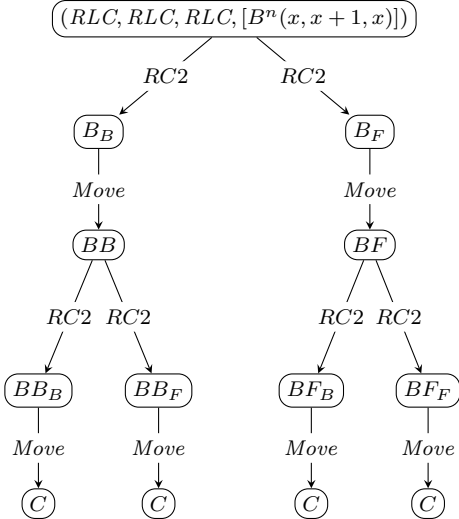 (RLC, RLC, RLC, [Bⁿ(x, x + 1, x)])
RC2 RC2
B_B B_F
Move Move
BB BF
RC2 RC2 RC2 RC2
BB_B BB_F BF_B BF_F
Move Move Move Move
C C C C